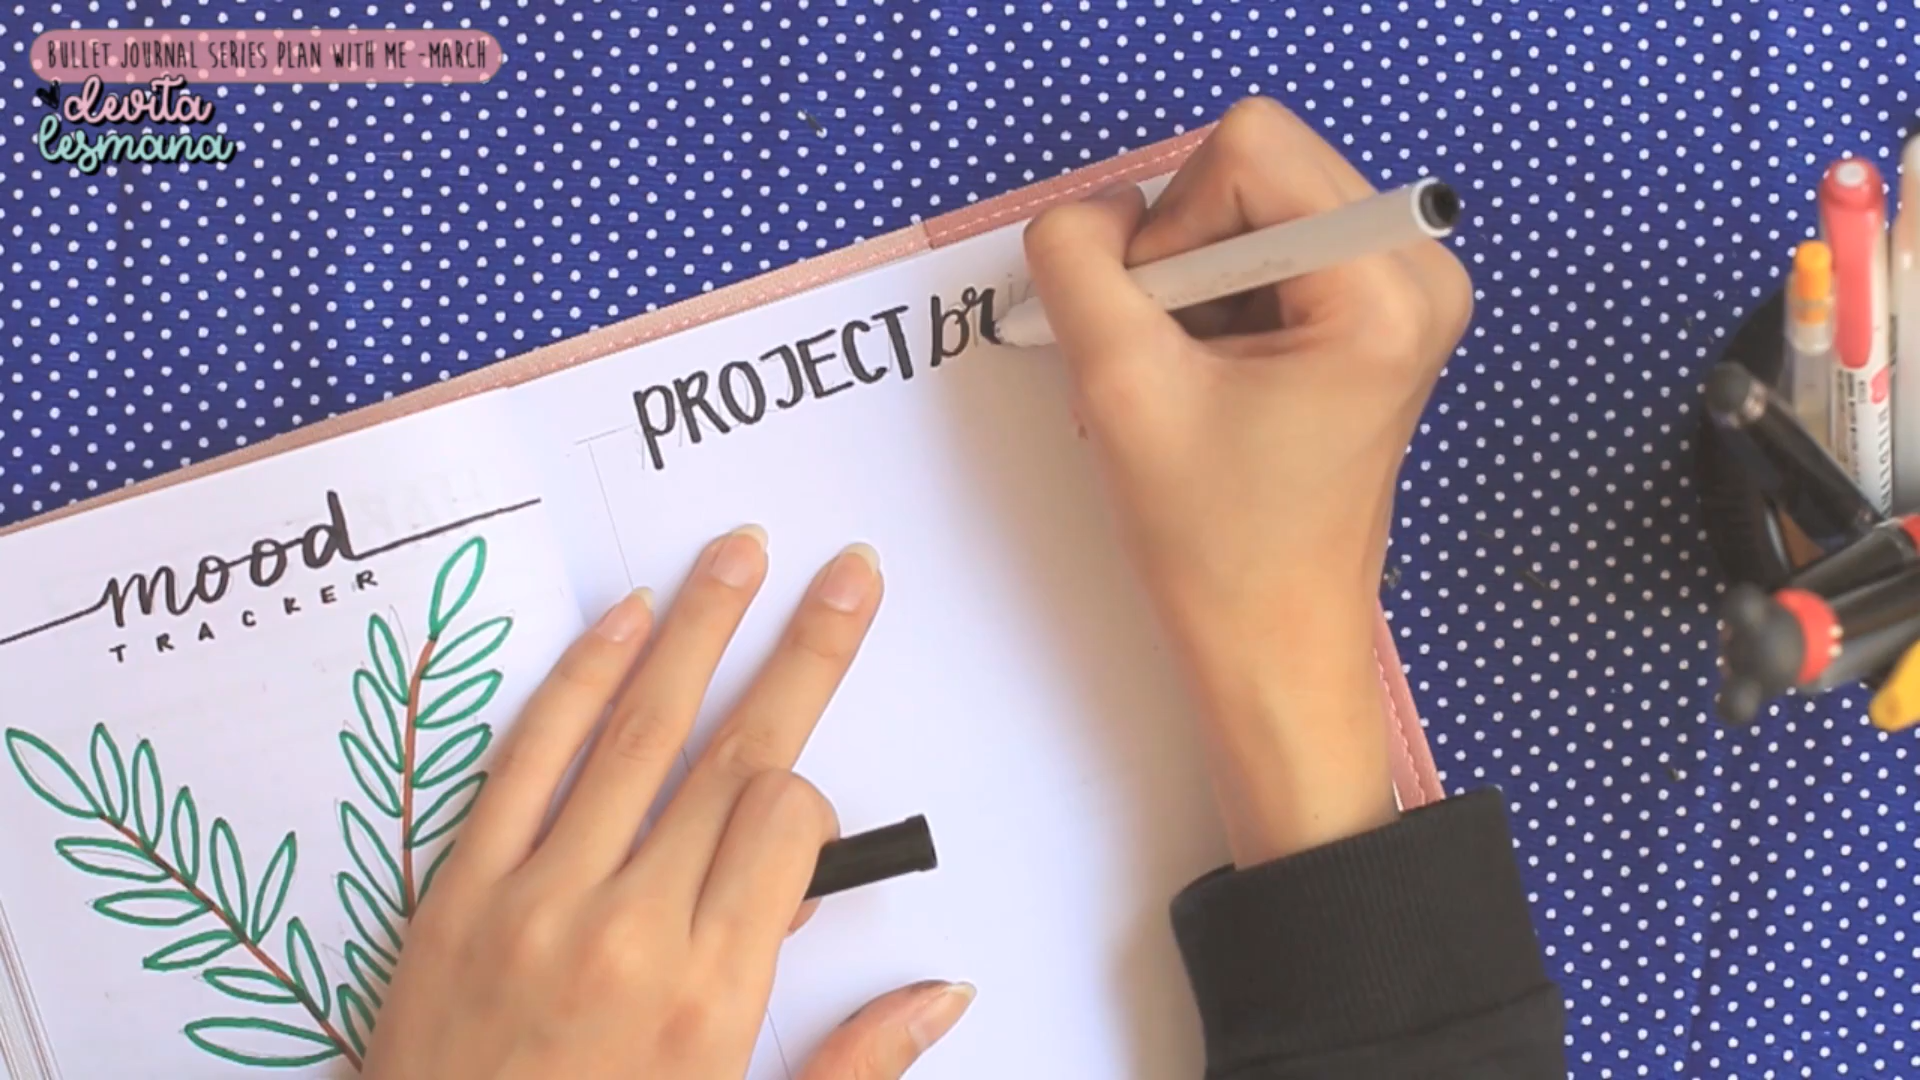 BULLET JOURNAL SERIES PLAN WITH ME -MARCH
devita
lesmana
PROJECT br
mood
TRACKER